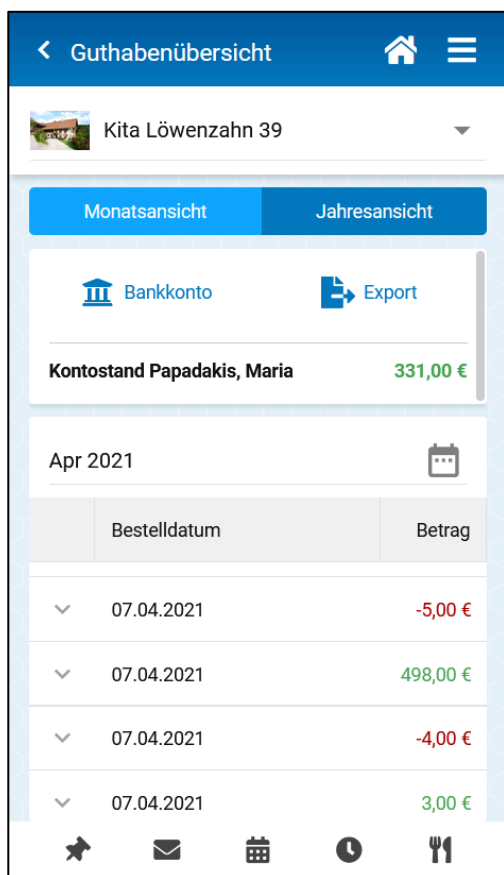 Guthabenübersicht
Kita Löwenzahn 39
Monatsansicht Jahresansicht
Bankkonto Export
Kontostand Papadakis, Maria 331,00 €
Apr 2021
Bestelldatum Betrag
07.04.2021 -5,00 €
07.04.2021 498,00 €
07.04.2021 -4,00 €
07.04.2021 3,00 €